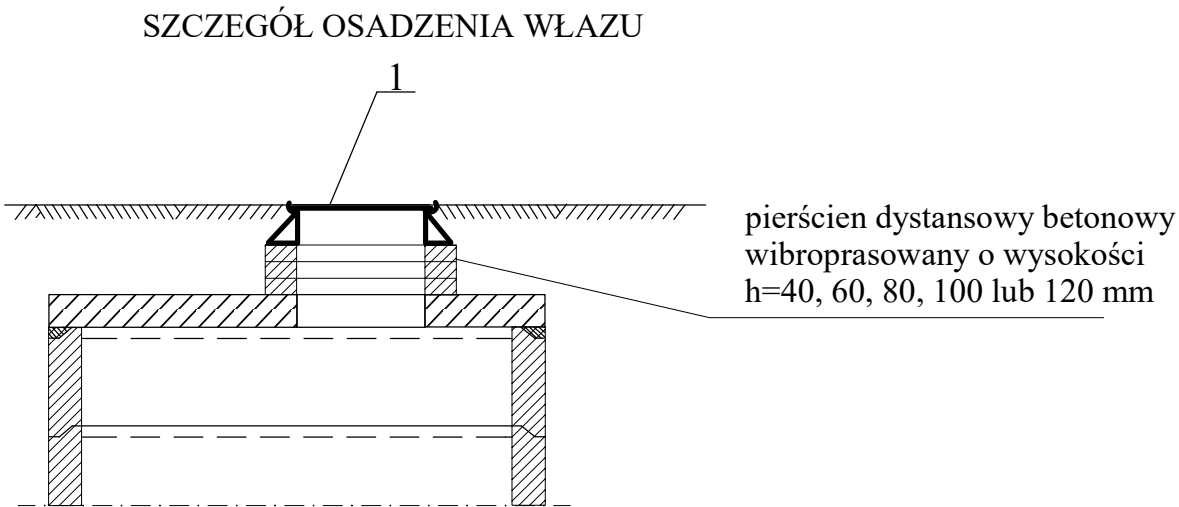 SZCZEGÓŁ OSADZENIA WŁAZU
1
pierścien dystansowy betonowy
wibroprasowany o wysokości
h=40, 60, 80, 100 lub 120 mm